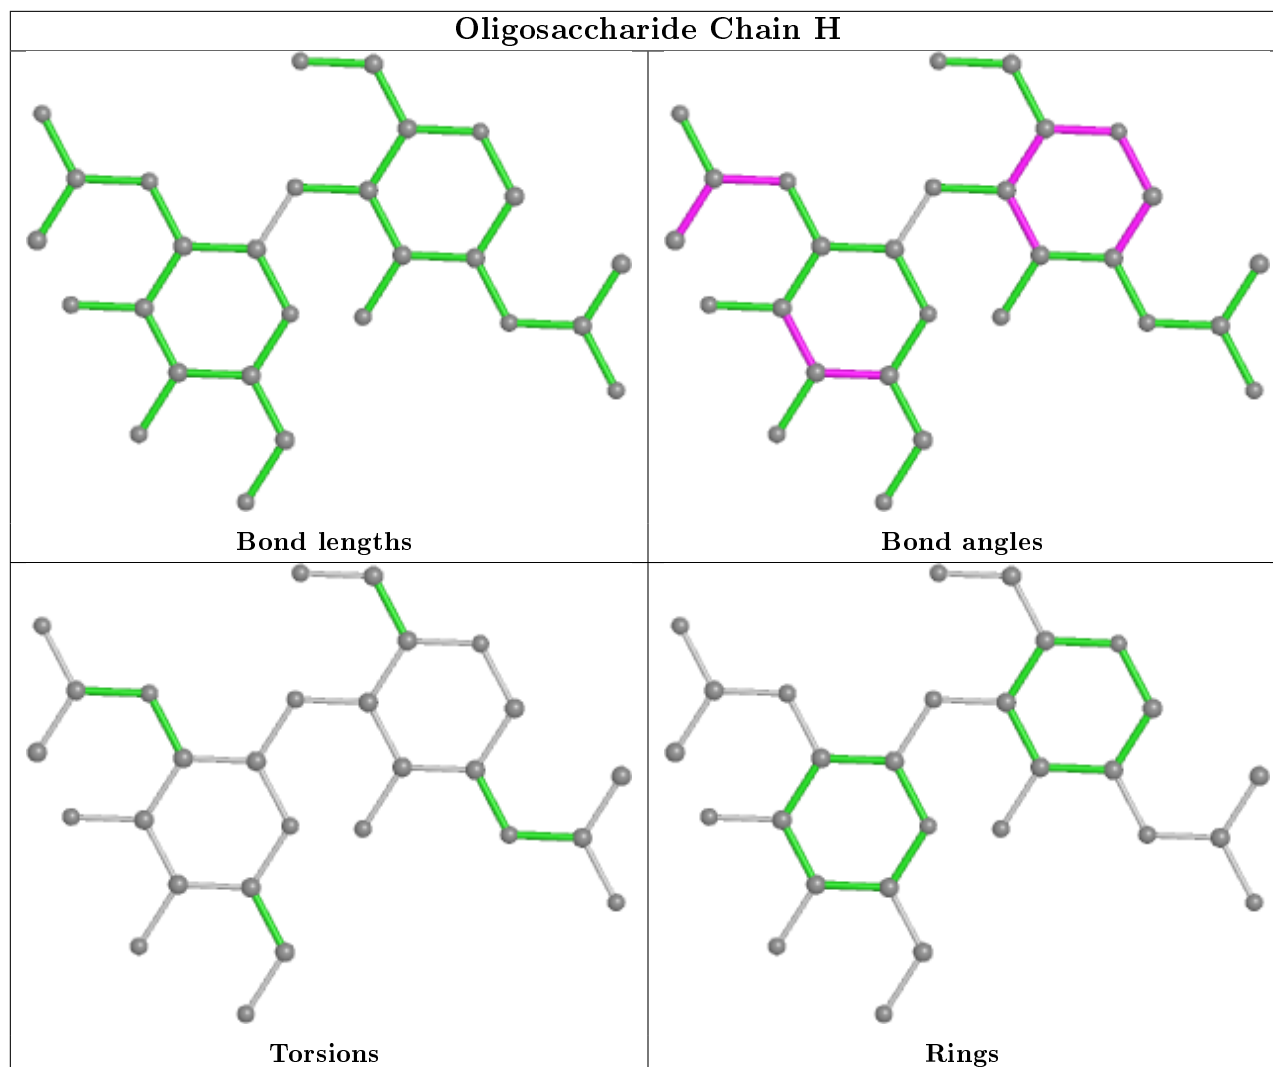 Oligosaccharide Chain H
Bond lengths
Bond angles
Torsions
Rings